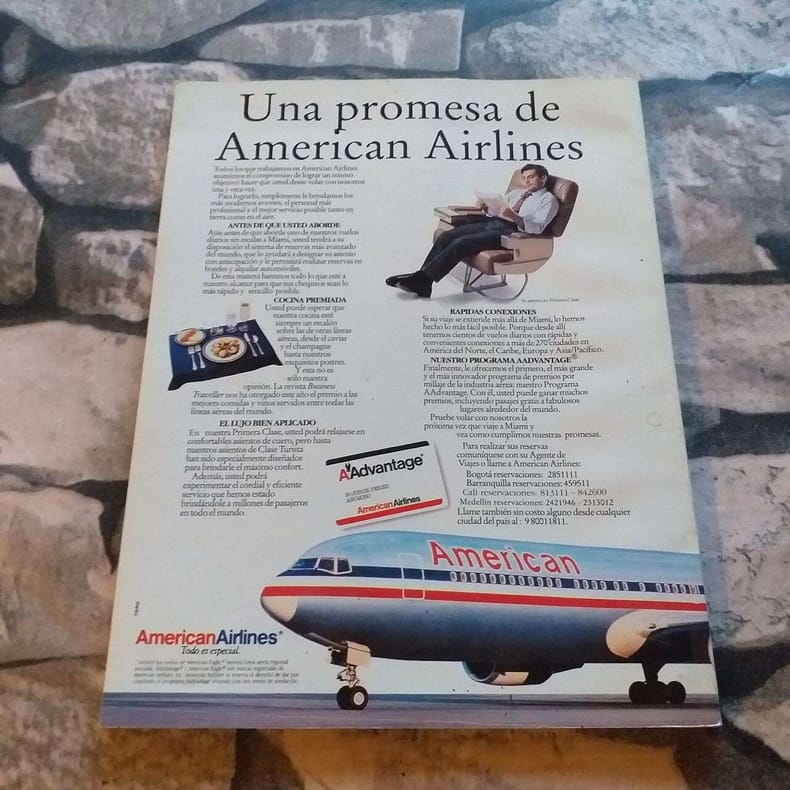 Una promesa de
American Airlines
Todos los que trabajamos en American Airlines
asumimos el compromiso de lograr un mismo
objetivo: hacer que usted desee volar con nosotros
una y otra vez.
Para lograrlo, simplemente le brindamos los
más modernos aviones, el personal más
profesional y el mejor servicio posible tanto en
tierra como en el aire.
ANTES DE QUE USTED ABORDE
Aún antes de que aborde uno de nuestros vuelos
diarios sin escalas a Miami, usted tendrá a su
disposición el sistema de reservas más avanzado
del mundo, que lo ayudará a designar su asiento
con anticipación y le permitirá realizar reservas en
hoteles y alquilar automóviles.
De esta manera haremos todo lo que esté a
nuestro alcance para que sus chequeos sean lo
más rápido y sencillo posible.
COCINA PREMIADA
Usted puede esperar que
nuestra cocina esté
siempre un escalón
sobre las de otras líneas
aéreas, desde el caviar
y el champagne
hasta nuestros
exquisitos postres.
Y esta no es
sólo nuestra
opinión. La revista Business
Traveller nos ha otorgado este año el premio a las
mejores comidas y vinos servidos entre todas las
líneas aéreas del mundo.
EL LUJO BIEN APLICADO
En nuestra Primera Clase, usted podrá relajarse en
confortables asientos de cuero, pero hasta
nuestros asientos de Clase Turista
han sido especialmente diseñados
para brindarle el máximo confort.
Además, usted podrá
experimentar el cordial y eficiente
servicio que hemos estado
brindándole a millones de pasajeros
en todo el mundo.
Su asiento en Primera Clase
RAPIDAS CONEXIONES
Si su viaje se extiende más allá de Miami, lo hemos
hecho lo más fácil posible. Porque desde allí
tenemos cientos de vuelos diarios con rápidas y
convenientes conexiones a más de 270 ciudades en
América del Norte, el Caribe, Europa y Asia/Pacífico.
NUESTRO PROGRAMA AADVANTAGE®
Finalmente, le ofrecemos el primero, el más grande
y el más innovador programa de premios por
millaje de la industria aérea: nuestro Programa
AAdvantage. Con él, usted puede ganar muchos
premios, incluyendo pasajes gratis a fabulosos
lugares alrededor del mundo.
Pruebe volar con nosotros la
próxima vez que viaje a Miami y
vea como cumplimos nuestras promesas.
Para realizar sus reservas
comuníquese con su Agente de
Viajes o llame a American Airlines:
Bogotá reservaciones: 2851111
Barranquilla reservaciones: 459511
Cali reservaciones: 813111 - 842600
Medellín reservaciones: 2421946 - 2313012
Llame también sin costo alguno desde cualquier
ciudad del país al: 9 80011811.
AAdvantage®
AmericanAirlines
American
AmericanAirlines®
Todo es especial.